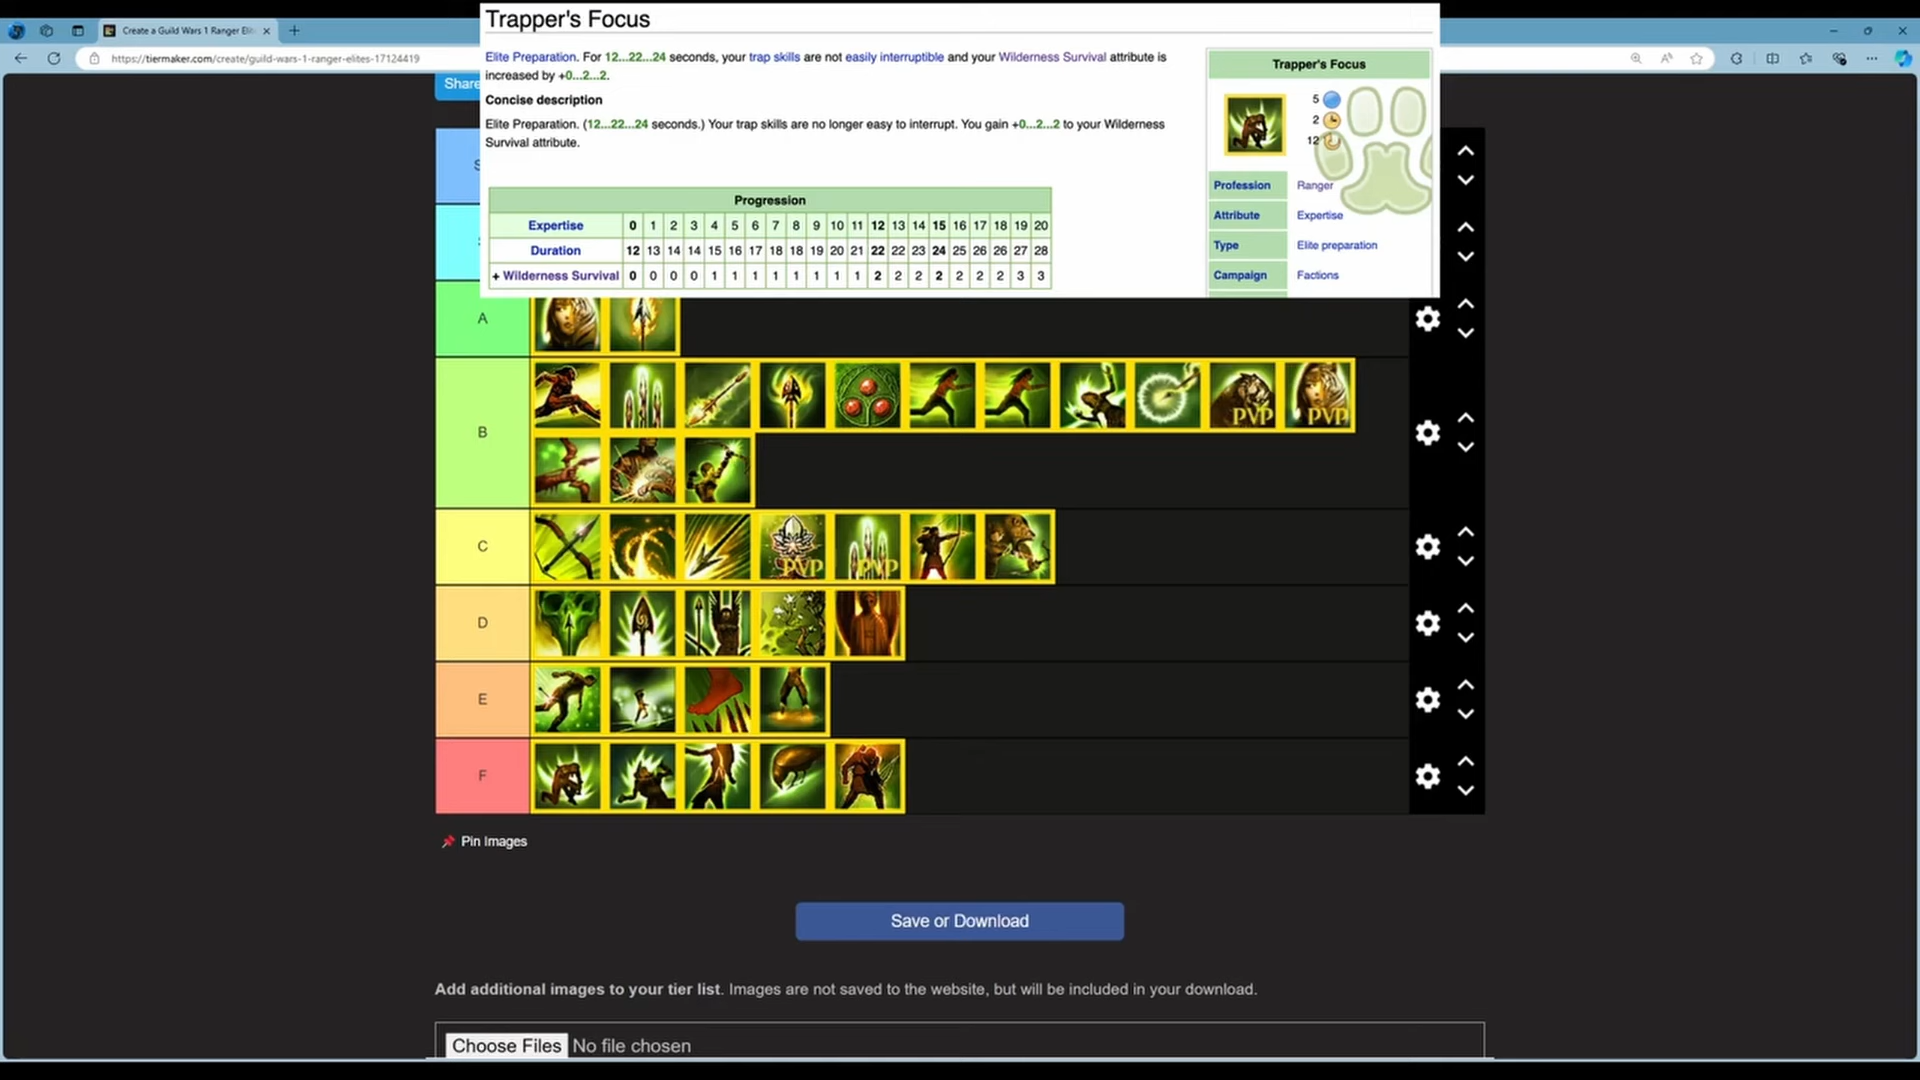 Trapper's Focus
Create a Guild Wars 1 Ranger Elit
https://tiermaker.com/create/guild-wars-1-ranger-elites-17124419
Elite Preparation. For 12...22...24 seconds, your trap skills are not easily interruptible and your Wilderness Survival attribute is
increased by +0...2...2.
Concise description
Elite Preparation. (12...22...24 seconds.) Your trap skills are no longer easy to interrupt. You gain +0...2...2 to your Wilderness
Survival attribute.
Progression
Expertise 0 1 2 3 4 5 6 7 8 9 10 11 12 13 14 15 16 17 18 19 20
Duration 12 13 14 14 15 16 17 18 18 19 20 21 22 22 23 24 25 26 26 27 28
+ Wilderness Survival 0 0 0 0 1 1 1 1 1 1 1 1 2 2 2 2 2 2 2 3 3
Trapper's Focus
5
2
12
Profession Ranger
Attribute Expertise
Type Elite preparation
Campaign Factions
Share
S
A
B
PVP PVP
C
PVP PVP
D
E
F
Pin Images
Save or Download
Add additional images to your tier list. Images are not saved to the website, but will be included in your download.
Choose Files No file chosen